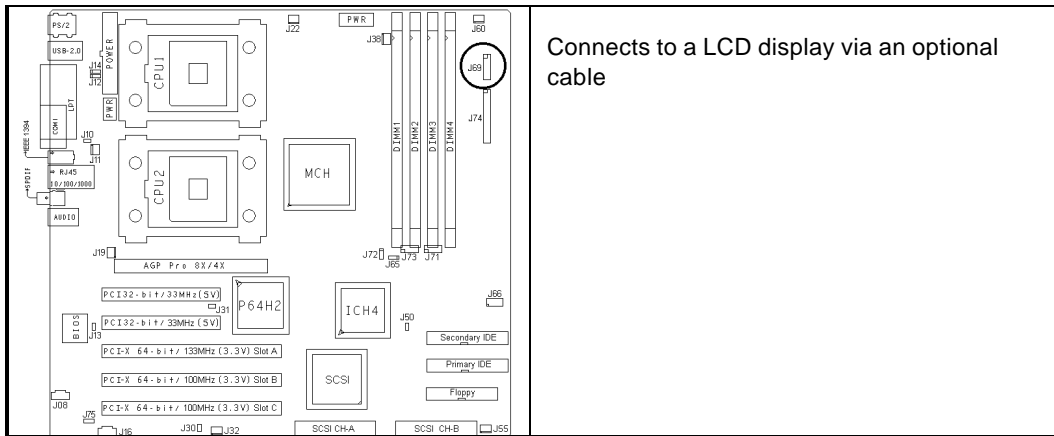 PS/2
J22
PWR
J60
USB-2.0
POWER
J38
J14
J12
CPU1
J69
LPT
PWR
COM1
J10
J74
IEEE1394
J11
DIMM1
DIMM2
DIMM3
DIMM4
RJ45
10/100/1000
MCH
SPDIF
CPU2
AUDIO
J19
J72
J65
J73
J71
AGP Pro 8X/4X
PCI32-bit/33MHz(5V)
J31
P64H2
ICH4
J66
BIOS
J13
PCI32-bit/33MHz (5V)
J50
Secondary IDE
PCI-X 64-bit/ 133MHz (3.3V) Slot A
Primary IDE
PCI-X 64-bit/ 100MHz (3.3V) Slot B
SCSI
Floppy
J08
PCI-X 64-bit/ 100MHz (3.3V) Slot C
J75
J16
J30
J32
SCSI CH-A
SCSI CH-B
J55
Connects to a LCD display via an optional
cable